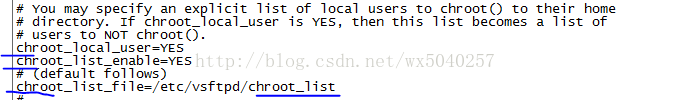 # You may specify an explicit list of local users to chroot() to their home
# directory. If chroot_local_user is YES, then this list becomes a list of
# users to NOT chroot().
chroot_local_user=YES
chroot_list_enable=YES
http://blog.csdn.net/wx5040257
# (default follows)
chroot_list_file=/etc/vsftpd/chroot_list
#